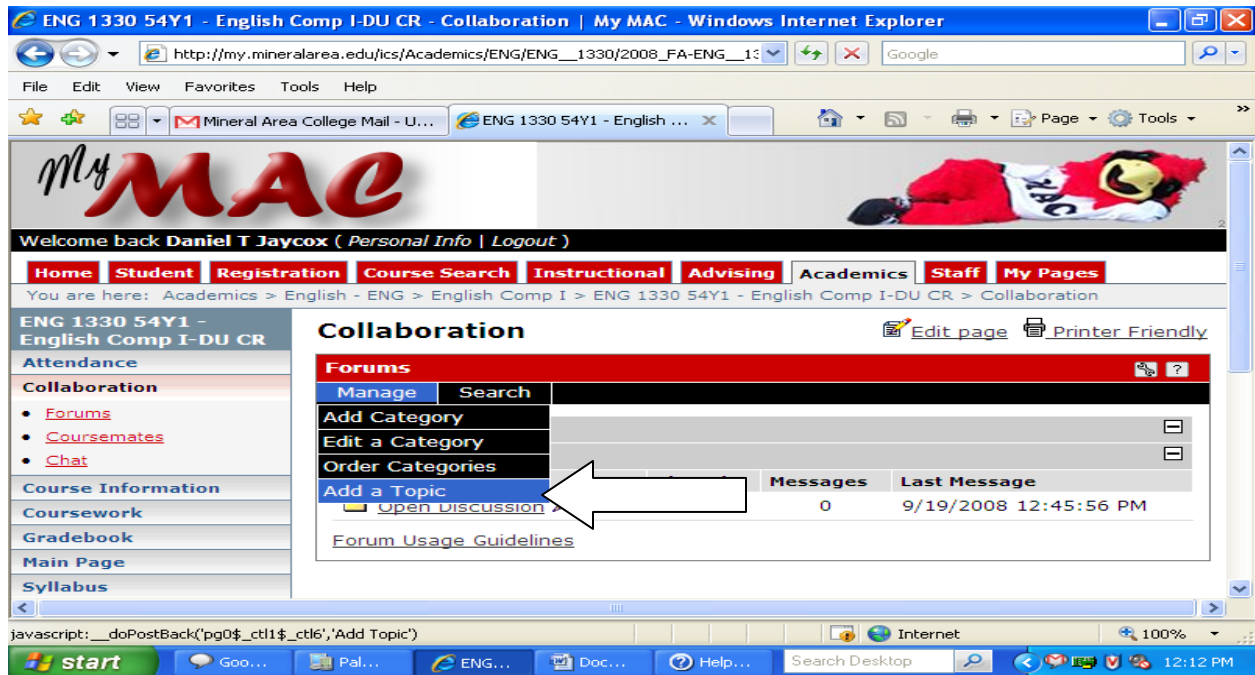 ENG 1330 54Y1 - English Comp I-DU CR - Collaboration | My MAC - Windows Internet Explorer
http://my.mineralarea.edu/ics/Academics/ENG/ENG__1330/2008_FA-ENG__13
Google
File Edit View Favorites Tools Help
Mineral Area College Mail - U... ENG 1330 54Y1 - English ... Page Tools »
My MAC
MAC
2
Welcome back Daniel T Jaycox ( Personal Info | Logout )
Home Student Registration Course Search Instructional Advising Academics Staff My Pages
You are here: Academics > English - ENG > English Comp I > ENG 1330 54Y1 - English Comp I-DU CR > Collaboration
ENG 1330 54Y1 -
English Comp I-DU CR
Attendance
Collaboration
• Forums
• Coursemates
• Chat
Course Information
Coursework
Gradebook
Main Page
Syllabus
Collaboration
Edit page Printer Friendly
Forums
?
Manage Search
Add Category
Edit a Category
Order Categories
Add a Topic
Messages Last Message
Open Discussion 0 9/19/2008 12:45:56 PM
Forum Usage Guidelines
javascript:__doPostBack('pg0$_ctl1$_ctl6','Add Topic')
Internet 100%
start Goo... Pal... ENG... Doc... Help... Search Desktop 12:12 PM